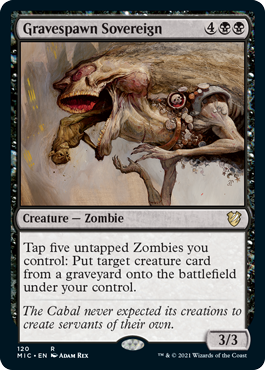 Gravespawn Sovereign 4
Creature — Zombie
Tap five untapped Zombies you
control: Put target creature card
from a graveyard onto the battlefield
under your control.
The Cabal never expected its creations to
create servants of their own.
3/3
120 R
MIC • EN ADAM REX ™ & © 2021 Wizards of the Coast